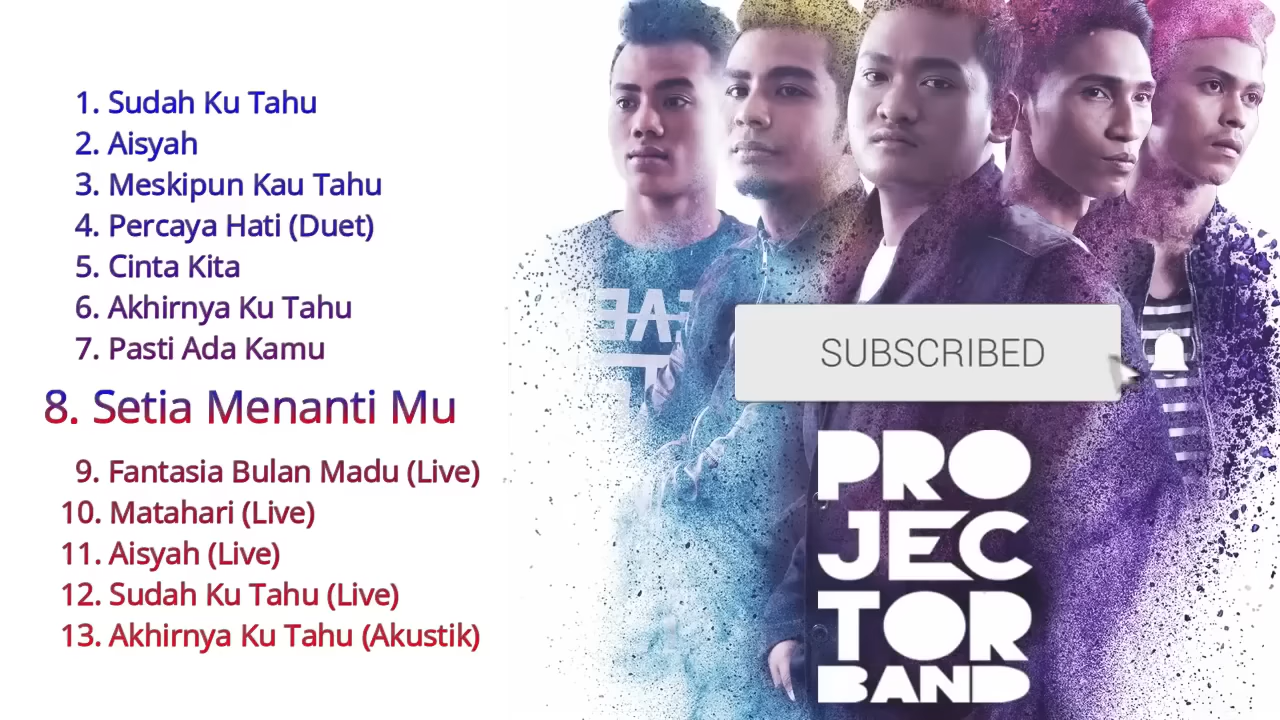 1. Sudah Ku Tahu
2. Aisyah
3. Meskipun Kau Tahu
4. Percaya Hati (Duet)
5. Cinta Kita
6. Akhirnya Ku Tahu
7. Pasti Ada Kamu
8. Setia Menanti Mu
9. Fantasia Bulan Madu (Live)
10. Matahari (Live)
11. Aisyah (Live)
12. Sudah Ku Tahu (Live)
13. Akhirnya Ku Tahu (Akustik)
SUBSCRIBED
PRO
JEC
TOR
BAND